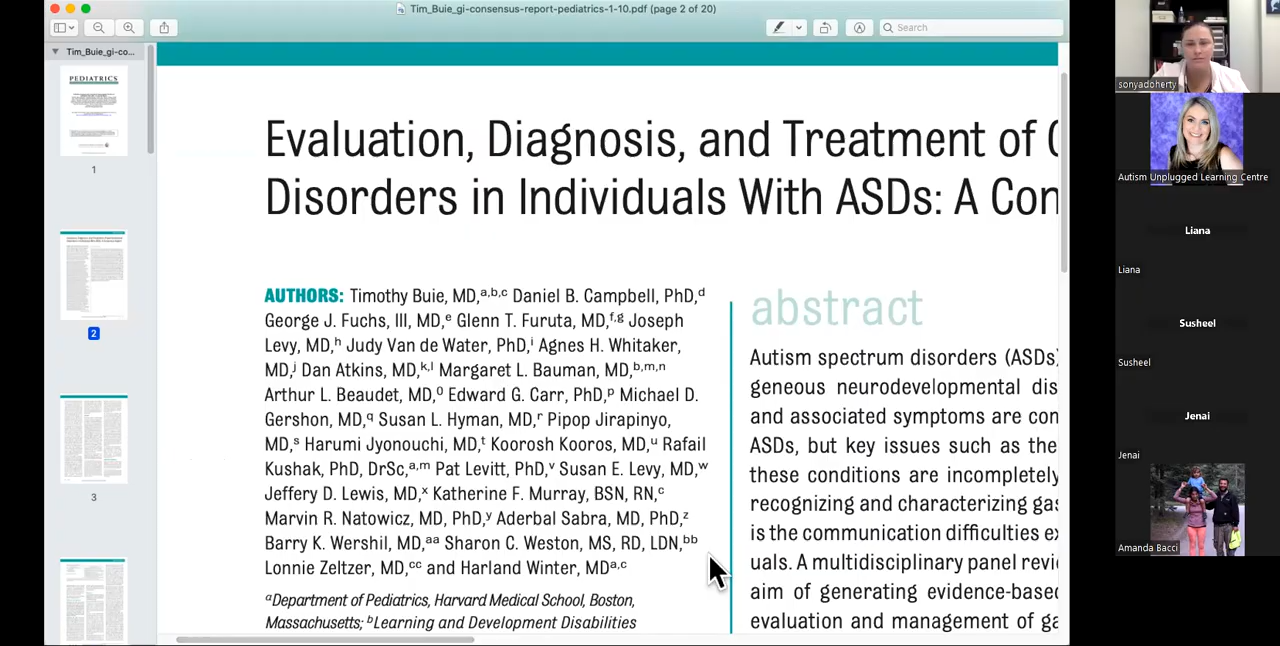 Tim_Buie_gi-consensus-report-pediatrics-1-10.pdf (page 2 of 20)
Search
Tim_Buie_gi-co...
PEDIATRICS
1
2
3
Evaluation, Diagnosis, and Treatment of
Disorders in Individuals With ASDs: A Con
AUTHORS: Timothy Buie, MD,a,b,c Daniel B. Campbell, PhD,d
George J. Fuchs, III, MD,e Glenn T. Furuta, MD,f,g Joseph
Levy, MD,h Judy Van de Water, PhD,i Agnes H. Whitaker,
MD,j Dan Atkins, MD,k,l Margaret L. Bauman, MD,b,m,n
Arthur L. Beaudet, MD,o Edward G. Carr, PhD,p Michael D.
Gershon, MD,q Susan L. Hyman, MD,r Pipop Jirapinyo,
MD,s Harumi Jyonouchi, MD,t Koorosh Kooros, MD,u Rafail
Kushak, PhD, DrSc,a,m Pat Levitt, PhD,v Susan E. Levy, MD,w
Jeffery D. Lewis, MD,x Katherine F. Murray, BSN, RN,c
Marvin R. Natowicz, MD, PhD,y Aderbal Sabra, MD, PhD,z
Barry K. Wershil, MD,aa Sharon C. Weston, MS, RD, LDN,bb
Lonnie Zeltzer, MD,cc and Harland Winter, MDa,c
aDepartment of Pediatrics, Harvard Medical School, Boston,
Massachusetts; bLearning and Development Disabilities
abstract
Autism spectrum disorders (ASDs)
geneous neurodevelopmental dis
and associated symptoms are con
ASDs, but key issues such as the
these conditions are incompletely
recognizing and characterizing gas
is the communication difficulties ex
uals. A multidisciplinary panel revie
aim of generating evidence-based
evaluation and management of ga
sonyadoherty
Autism Unplugged Learning Centre
Liana
Liana
Susheel
Susheel
Jenai
Jenai
Amanda Bacci